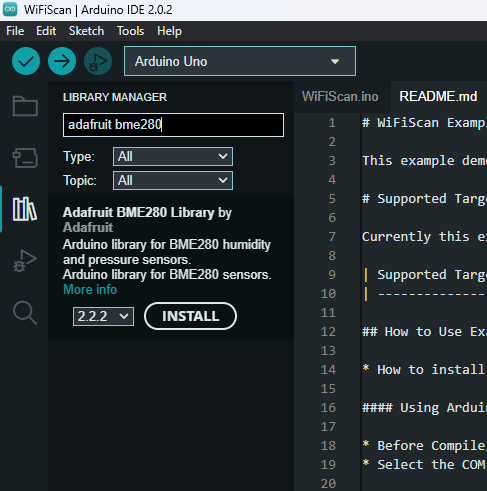 WiFiScan | Arduino IDE 2.0.2
File Edit Sketch Tools Help
Arduino Uno
LIBRARY MANAGER
adafruit bme280
Type: All
Topic: All
Adafruit BME280 Library by
Adafruit
Arduino library for BME280 humidity
and pressure sensors.
Arduino library for BME280 sensors.
More info
2.2.2 INSTALL
WiFiScan.ino README.md
1 # WiFiScan Examp
2
3 This example demo
4
5 # Supported Targe
6
7 Currently this ex
8
9 | Supported Targe
10 | --------------
11
12 ## How to Use Exa
13
14 * How to install
15
16 #### Using Arduin
17
18 * Before Compile/
19 * Select the COM
20